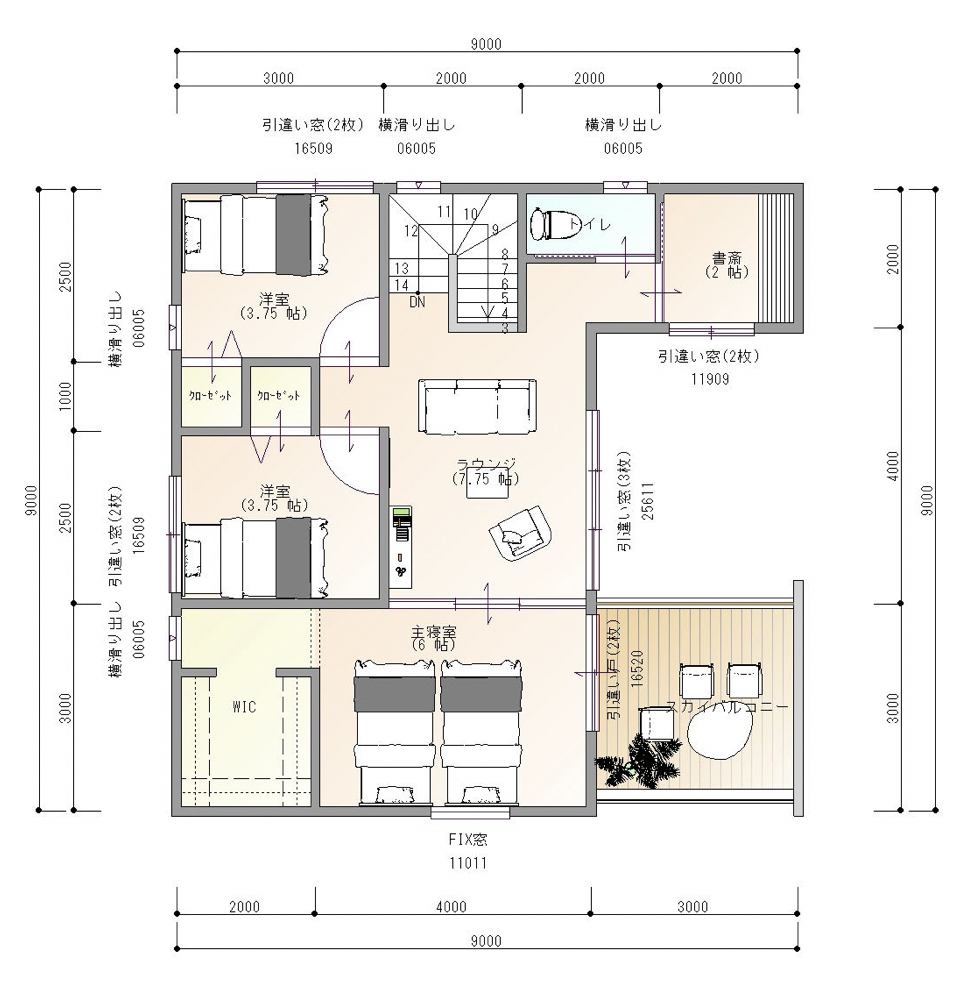 9000
3000
2000
2000
2000
引違い窓(2枚)
16509
横滑り出し
06005
横滑り出し
06005
トイレ
書斎
(2 帖)
11
10
12
9
8
7
6
5
4
3
13
14
DN
洋室
(3.75 帖)
引違い窓(2枚)
11909
クローゼット
クローゼット
ラウンジ
(7.75 帖)
洋室
(3.75 帖)
引違い窓(3枚)
25611
主寝室
(6 帖)
WIC
引違い戸(2枚)
16520
スカイバルコニー
FIX窓
11011
横滑り出し
06005
引違い窓(2枚)
16509
横滑り出し
06005
9000
2500
1000
2500
3000
2000
4000
3000
9000
2000
4000
3000
9000